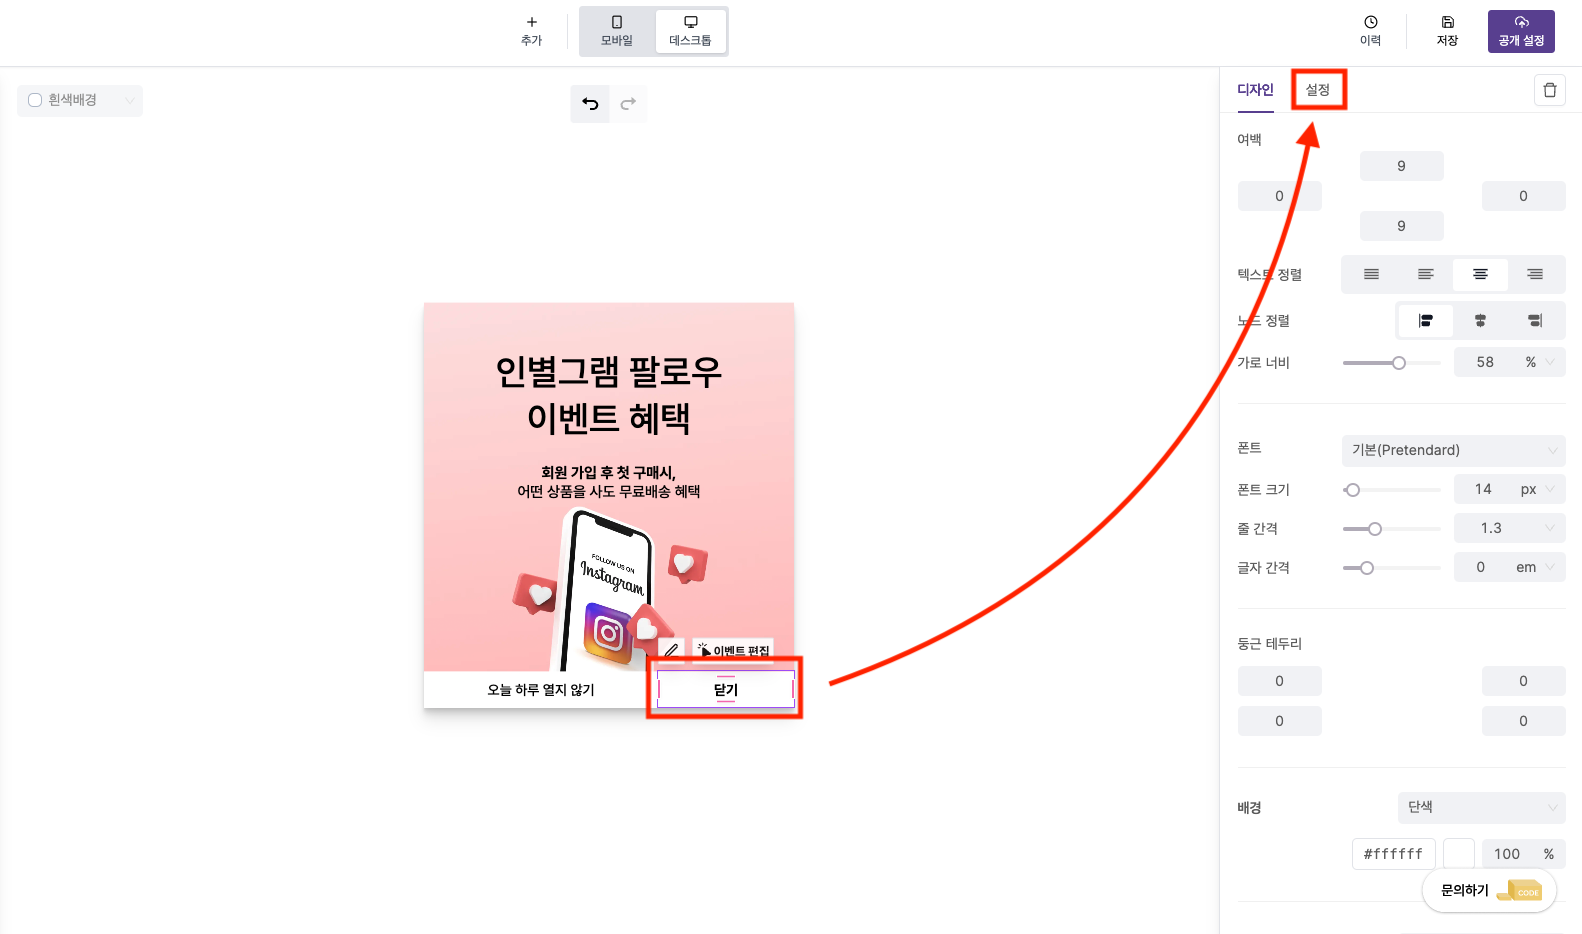 추가
모바일
데스크톱
이력
저장
공개 설정
흰색배경
디자인
설정
여백
9
0
0
9
텍스트 정렬
노드 정렬
가로 너비
58 %
폰트
기본(Pretendard)
폰트 크기
14 px
줄 간격
1.3
글자 간격
0 em
둥근 테두리
0
0
0
0
배경
단색
#ffffff
100 %
문의하기
CODE
인별그램 팔로우
이벤트 혜택
회원 가입 후 첫 구매시,
어떤 상품을 사도 무료배송 혜택
FOLLOW US ON
Instagram
이벤트 편집
오늘 하루 열지 않기
닫기